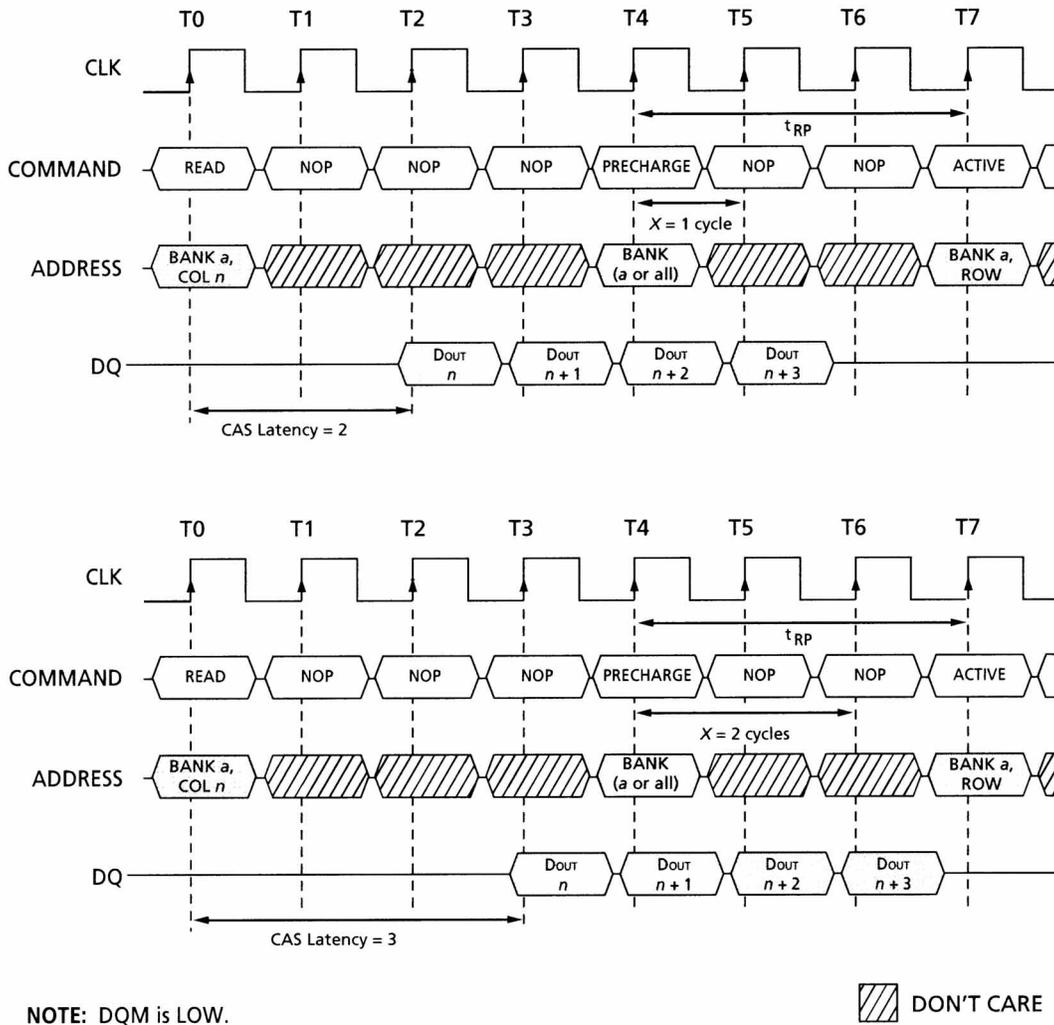 T0 T1 T2 T3 T4 T5 T6 T7
CLK
tRP
COMMAND READ NOP NOP NOP PRECHARGE NOP NOP ACTIVE
X = 1 cycle
ADDRESS BANK a, COL n BANK (a or all) BANK a, ROW
DQ DOUT n DOUT n + 1 DOUT n + 2 DOUT n + 3
CAS Latency = 2
T0 T1 T2 T3 T4 T5 T6 T7
CLK
tRP
COMMAND READ NOP NOP NOP PRECHARGE NOP NOP ACTIVE
X = 2 cycles
ADDRESS BANK a, COL n BANK (a or all) BANK a, ROW
DQ DOUT n DOUT n + 1 DOUT n + 2 DOUT n + 3
CAS Latency = 3
NOTE: DQM is LOW.
DON'T CARE